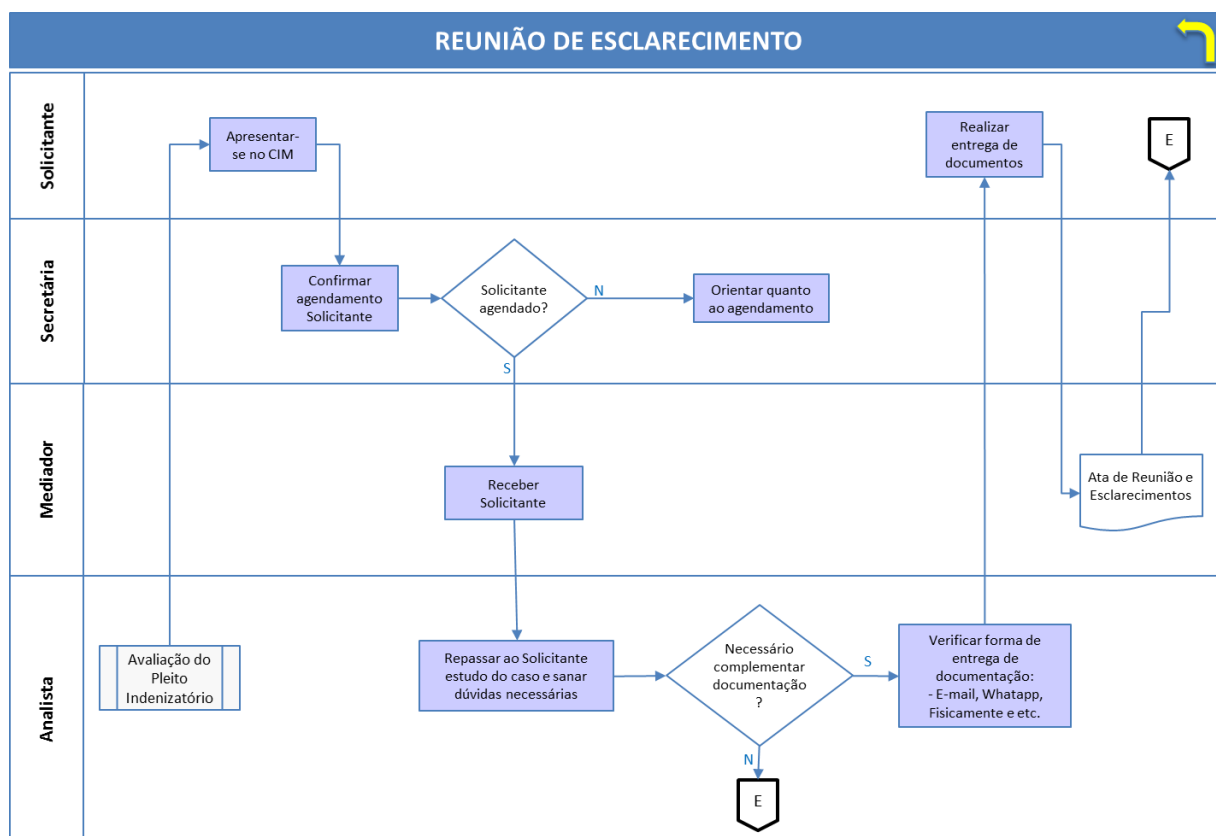 REUNIÃO DE ESCLARECIMENTO
Solicitante
Apresentar-
se no CIM
Realizar
entrega de
documentos
E
Secretária
Confirmar
agendamento
Solicitante
Solicitante
agendado?
N
S
Orientar quanto
ao agendamento
Mediador
Receber
Solicitante
Ata de Reunião e
Esclarecimentos
Analista
Avaliação do
Pleito
Indenizatório
Repassar ao Solicitante
estudo do caso e sanar
dúvidas necessárias
Necessário
complementar
documentação
?
S
N
Verificar forma de
entrega de
documentação:
- E-mail, Whatapp,
Fisicamente e etc.
E